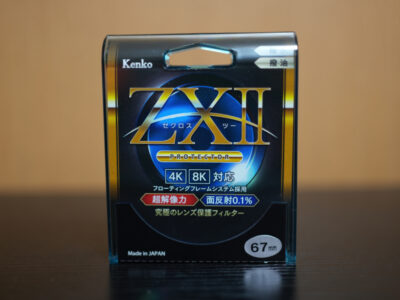 撥油
Kenko
ZXII
ゼクロス ツー
PROTECTOR
4K 8K 対応
フローティングフレームシステム採用
超解像力 面反射0.1%
究極のレンズ保護フィルター
67mm
Made in JAPAN